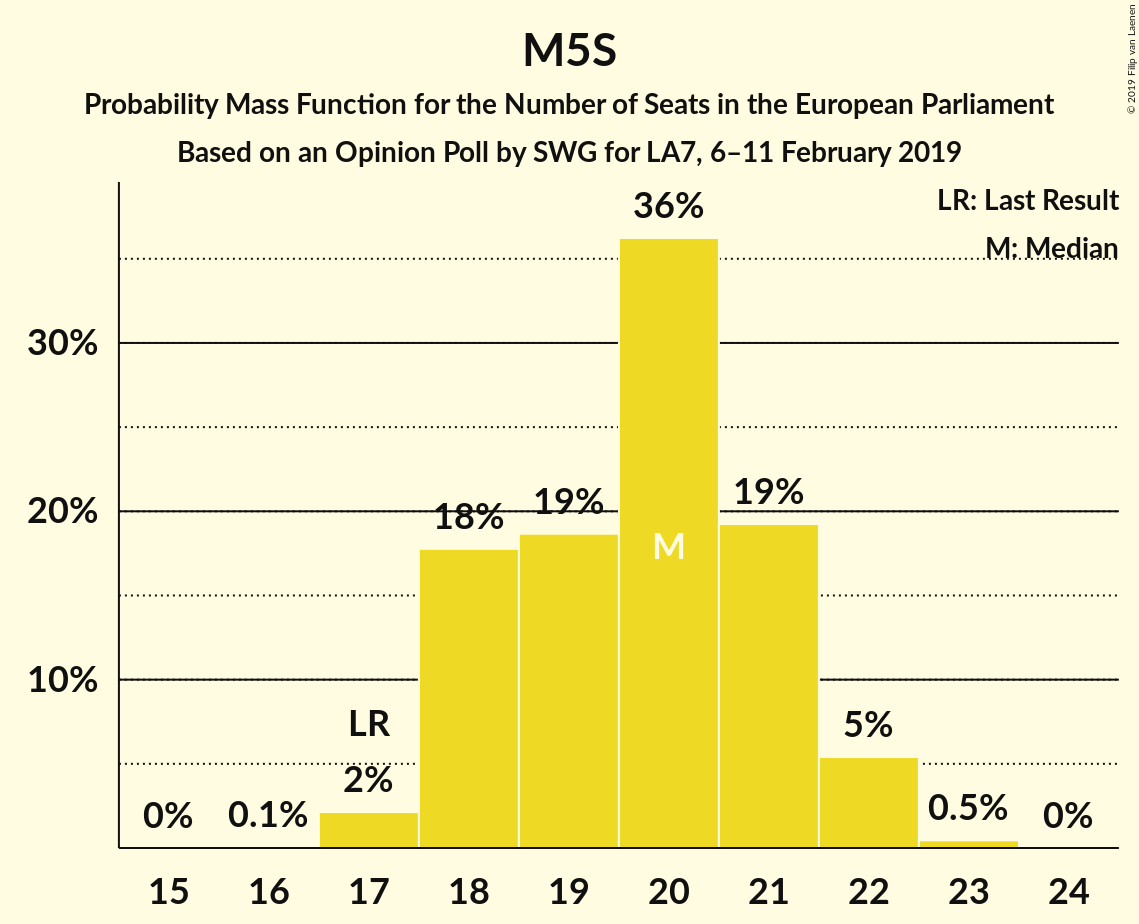 M5S
Probability Mass Function for the Number of Seats in the European Parliament
Based on an Opinion Poll by SWG for LA7, 6–11 February 2019
© 2019 Filip van Laenen
LR: Last Result
M: Median
36%
30%
20%
18%
19%
19%
M
10%
LR
2%
5%
0%
0.1%
0.5%
0%
15 16 17 18 19 20 21 22 23 24